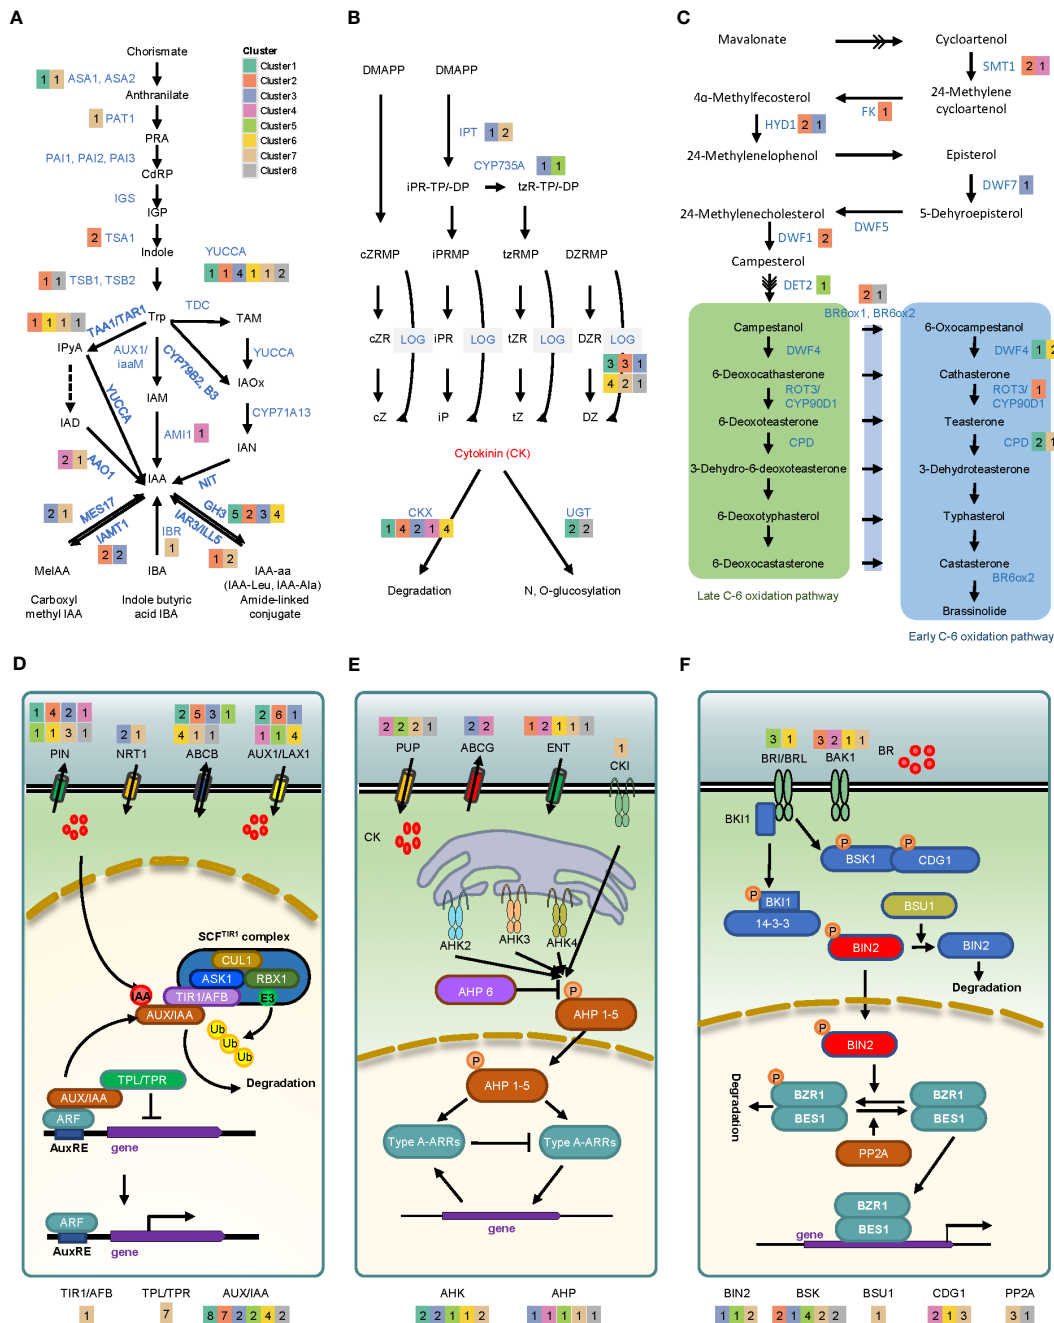 A
Chorismate
1 1 ASA1, ASA2
Anthranilate
1 PAT1
PRA
PAI1, PAI2, PAI3
CdRP
IGS
IGP
2 TSA1
Indole
1 1 TSB1, TSB2
YUCCA
1 1 4 1 1 2
Cluster
Cluster1
Cluster2
Cluster3
Cluster4
Cluster5
Cluster6
Cluster7
Cluster8
Trp
TDC
TAM
1 1 1 1
TAA1/TAR1
IPyA
AUX1/
iaaM
CYP79B2, B3
YUCCA
IAOx
YUCCA
IAM
CYP71A13
IAD
AMI1 1
IAN
2 1
AAO1
IAA
NIT
2 1
MES17
IAMT1
2 2
IBR
1
GH3
5 2 3 4
IAR3/ILL5
1 2
MeIAA
IBA
IAA-aa
(IAA-Leu, IAA-Ala)
Carboxyl
methyl IAA
Indole butyric
acid IBA
Amide-linked
conjugate
B
DMAPP
DMAPP
IPT 1 2
CYP735A 1 1
iPR-TP/-DP
tzR-TP/-DP
cZRMP
iPRMP
tzRMP
DZRMP
cZR LOG iPR LOG tZR LOG DZR LOG
3 3 1
4 2 1
cZ iP tZ DZ
Cytokinin (CK)
CKX
1 4 2 1 4
UGT
2 2
Degradation
N, O-glucosylation
C
Mavalonate
Cycloartenol
SMT1 2 1
4α-Methylfecosterol
24-Methylene
cycloartenol
FK 1
HYD1 2 1
24-Methylenelophenol
Episterol
DWF7 1
24-Methylenecholesterol
5-Dehyroepisterol
DWF5
DWF1 2
Campesterol
DET2 1
2 1
BR6ox1, BR6ox2
Campestanol
6-Oxocampestanol
DWF4
DWF4 1 2
6-Deoxocathasterone
Cathasterone
ROT3/
CYP90D1
ROT3/ 1
CYP90D1
6-Deoxoteasterone
Teasterone
CPD
CPD 2 1
3-Dehydro-6-deoxoteasterone
3-Dehydroteasterone
6-Deoxotyphasterol
Typhasterol
6-Deoxocastasterone
Castasterone
BR6ox2
Brassinolide
Late C-6 oxidation pathway
Early C-6 oxidation pathway
D
1 4 2 1
1 1 3 1
PIN
2 1
NRT1
2 5 3 1
4 1 1
ABCB
2 6 1
1 1 4
AUX1/LAX1
SCFTIR1 complex
CUL1
ASK1
RBX1
TIR1/AFB
E3
IAA
AUX/IAA
Ub
Ub
Ub
TPL/TPR
Degradation
AUX/IAA
ARF
AuxRE
gene
ARF
AuxRE
gene
TIR1/AFB
1
TPL/TPR
7
AUX/IAA
8 7 2 2 4 2
E
2 2 2 1
PUP
2 2
ABCG
1 2 1 1 1
ENT
1
CKI
CK
AHK2
AHK3
AHK4
AHP 6
P
AHP 1-5
P
AHP 1-5
Type A-ARRs
Type A-ARRs
gene
AHK
2 2 1 1 2
AHP
1 1 1 1 1
F
3 1
BRI/BRL
3 2 1 1
BAK1
BR
BKI1
P
BSK1
P
CDG1
P
BKI1
14-3-3
BSU1
P
BIN2
BIN2
Degradation
P
BIN2
P
BZR1
BES1
BZR1
BES1
Degradation
PP2A
BZR1
BES1
gene
BIN2
1 1 2
BSK
2 1 4 2 2
BSU1
1
CDG1
2 1 3
PP2A
3 1